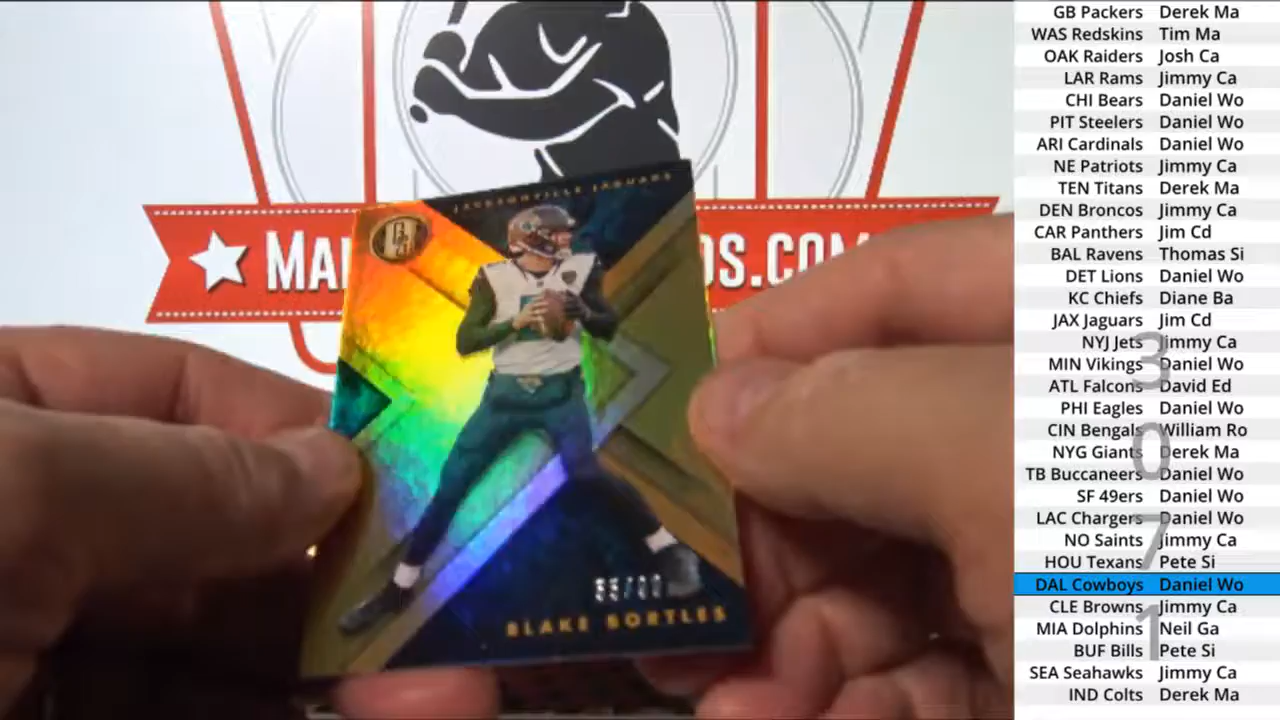 JACKSONVILLE JAGUARS
BLAKE BORTLES
GB Packers Derek Ma
WAS Redskins Tim Ma
OAK Raiders Josh Ca
LAR Rams Jimmy Ca
CHI Bears Daniel Wo
PIT Steelers Daniel Wo
ARI Cardinals Daniel Wo
NE Patriots Jimmy Ca
TEN Titans Derek Ma
DEN Broncos Jimmy Ca
CAR Panthers Jim Cd
BAL Ravens Thomas Si
DET Lions Daniel Wo
KC Chiefs Diane Ba
JAX Jaguars Jim Cd
NYJ Jets Jimmy Ca
MIN Vikings Daniel Wo
ATL Falcons David Ed
PHI Eagles Daniel Wo
CIN Bengals William Ro
NYG Giants Derek Ma
TB Buccaneers Daniel Wo
SF 49ers Daniel Wo
LAC Chargers Daniel Wo
NO Saints Jimmy Ca
HOU Texans Pete Si
DAL Cowboys Daniel Wo
CLE Browns Jimmy Ca
MIA Dolphins Neil Ga
BUF Bills Pete Si
SEA Seahawks Jimmy Ca
IND Colts Derek Ma
3
0
7
1